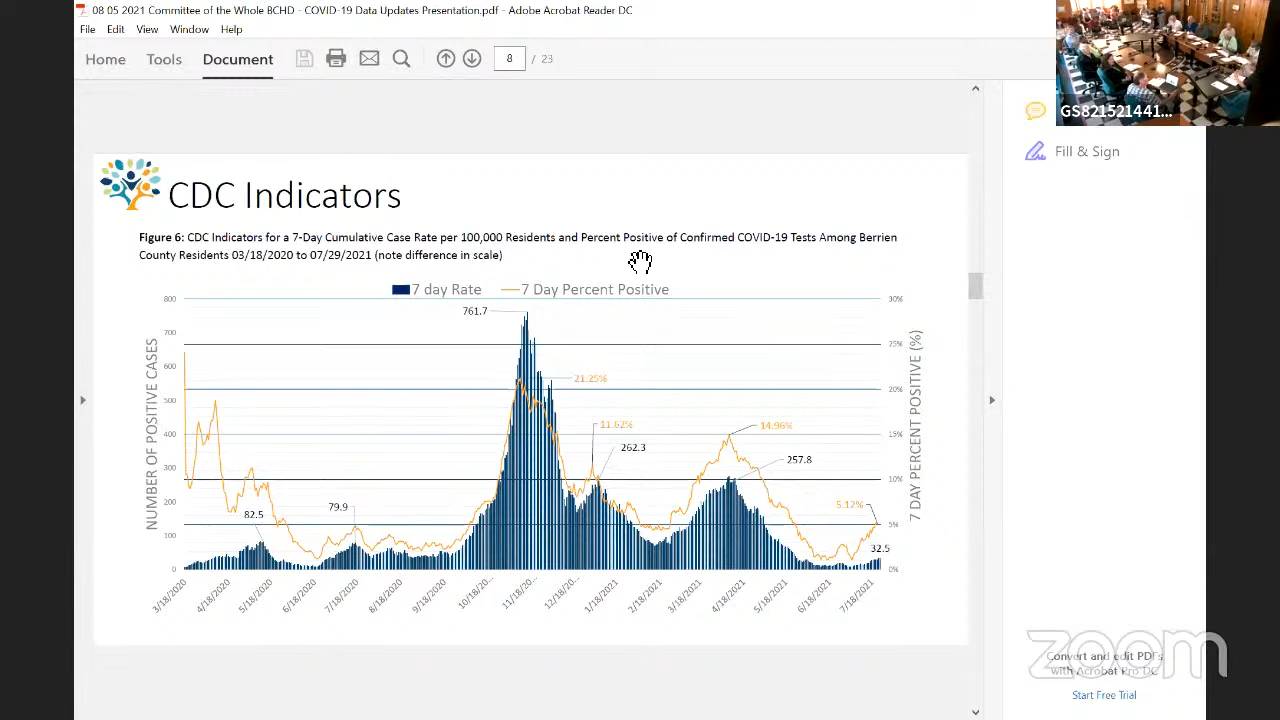 08 05 2021 Committee of the Whole BCHD - COVID-19 Data Updates Presentation.pdf - Adobe Acrobat Reader DC
File Edit View Window Help
Home Tools Document 8 / 23
GS821521441...
Fill & Sign
CDC Indicators
Figure 6: CDC Indicators for a 7-Day Cumulative Case Rate per 100,000 Residents and Percent Positive of Confirmed COVID-19 Tests Among Berrien
County Residents 03/18/2020 to 07/29/2021 (note difference in scale)
7 day Rate 7 Day Percent Positive
NUMBER OF POSITIVE CASES
800
700
600
500
400
300
200
100
0
82.5
79.9
761.7
21.25%
11.62%
262.3
14.96%
257.8
5.12%
32.5
30%
25%
20%
15%
10%
5%
0%
7 DAY PERCENT POSITIVE (%)
3/18/2020
4/18/2020
5/18/2020
6/18/2020
7/18/2020
8/18/2020
9/18/2020
10/18/20...
11/18/20...
12/18/20...
1/18/2021
2/18/2021
3/18/2021
4/18/2021
5/18/2021
6/18/2021
7/18/2021
zoom
Convert and edit PDFs
with Acrobat Pro DC
Start Free Trial